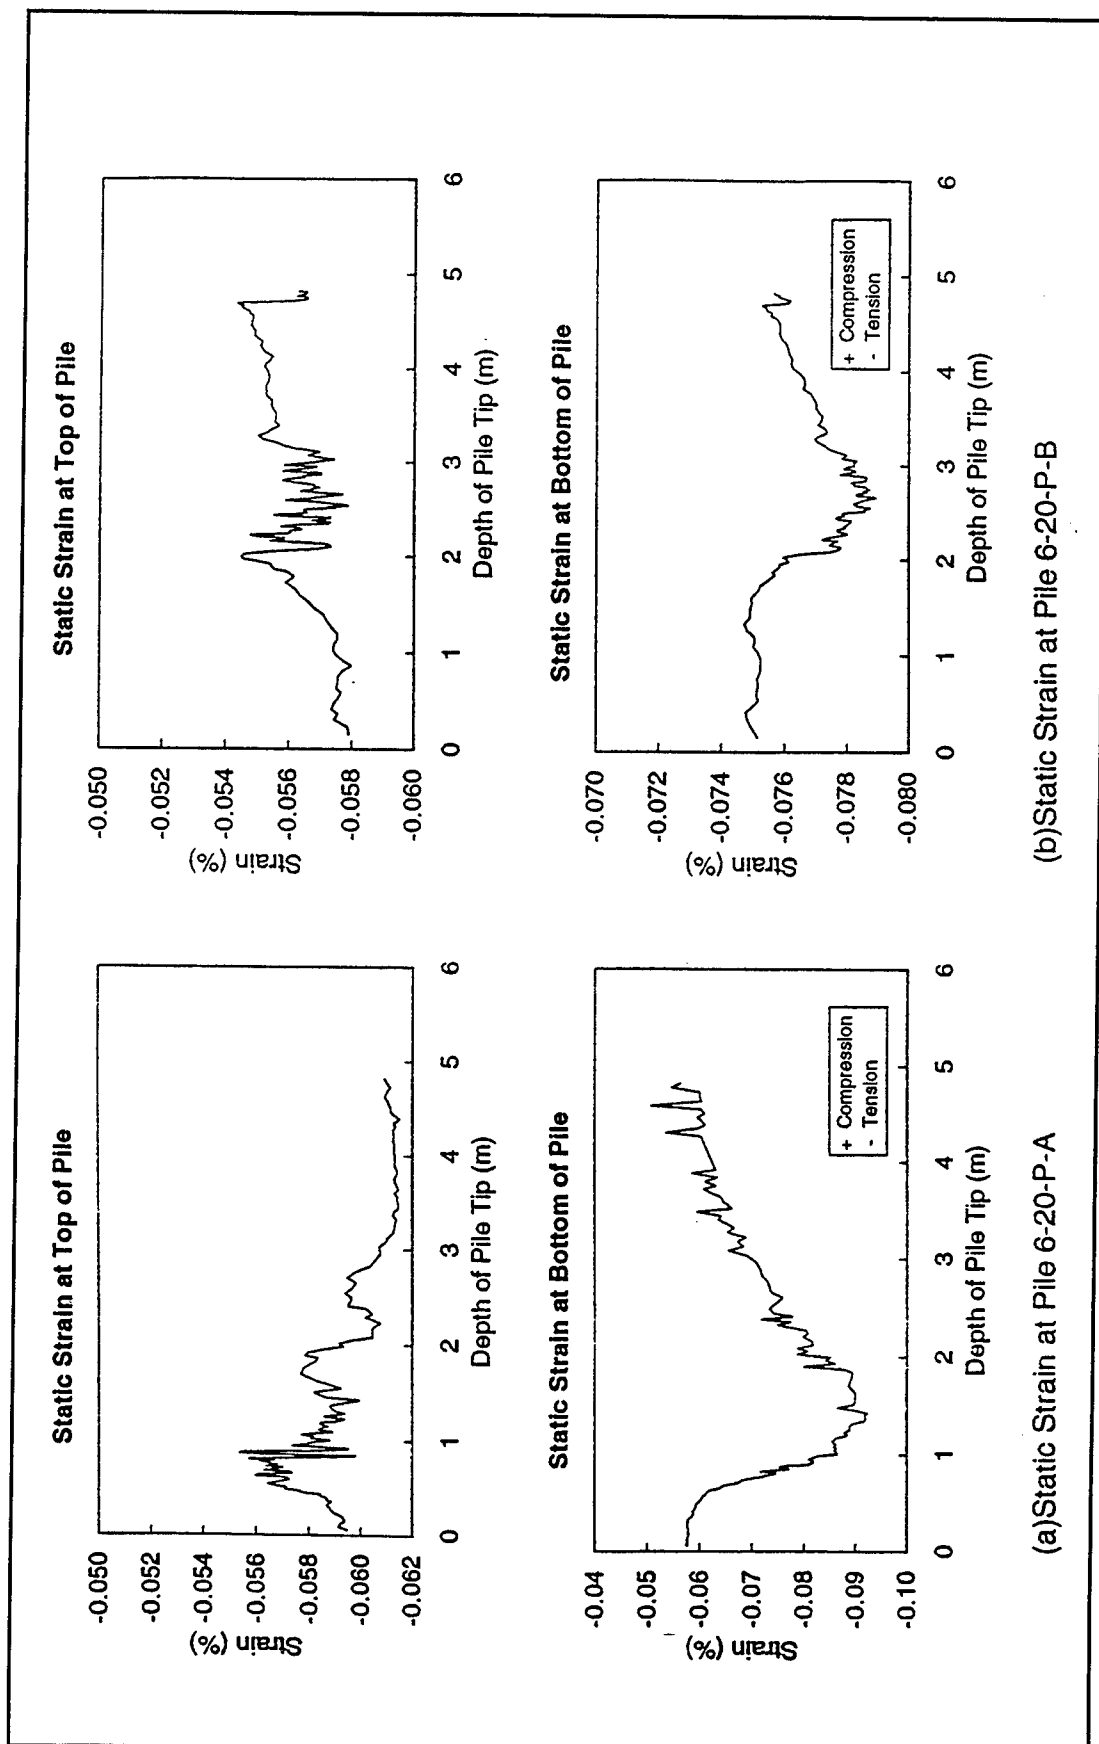 Static Strain at Top of Pile
-0.050
-0.052
-0.054
-0.056
-0.058
-0.060
-0.062
Strain (%)
0 1 2 3 4 5 6
Depth of Pile Tip (m)
Static Strain at Bottom of Pile
-0.04
-0.05
-0.06
-0.07
-0.08
-0.09
-0.10
Strain (%)
+ Compression
- Tension
0 1 2 3 4 5 6
Depth of Pile Tip (m)
(a)Static Strain at Pile 6-20-P-A
Static Strain at Top of Pile
-0.050
-0.052
-0.054
-0.056
-0.058
-0.060
Strain (%)
0 1 2 3 4 5 6
Depth of Pile Tip (m)
Static Strain at Bottom of Pile
-0.070
-0.072
-0.074
-0.076
-0.078
-0.080
Strain (%)
+ Compression
- Tension
0 1 2 3 4 5 6
Depth of Pile Tip (m)
(b)Static Strain at Pile 6-20-P-B